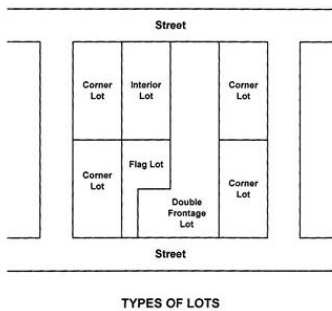 Street
Corner
Lot
Interior
Lot
Corner
Lot
Corner
Lot
Flag Lot
Corner
Lot
Double
Frontage
Lot
Street
TYPES OF LOTS